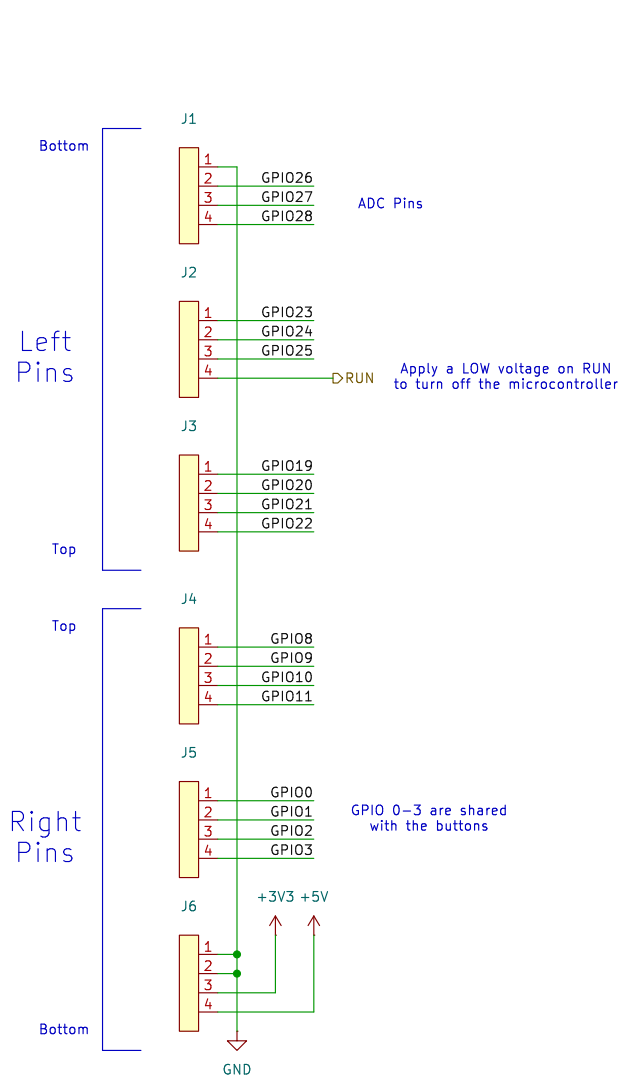 J1
Bottom
1
2 GPIO26
3 GPIO27
4 GPIO28
ADC Pins
J2
1 GPIO23
2 GPIO24
3 GPIO25
4 RUN
Left
Pins
Apply a LOW voltage on RUN
to turn off the microcontroller
J3
1 GPIO19
2 GPIO20
3 GPIO21
4 GPIO22
Top
J4
Top
1 GPIO8
2 GPIO9
3 GPIO10
4 GPIO11
J5
1 GPIO0
2 GPIO1
3 GPIO2
4 GPIO3
Right
Pins
GPIO 0-3 are shared
with the buttons
+3V3 +5V
J6
1
2
3
4
Bottom
GND